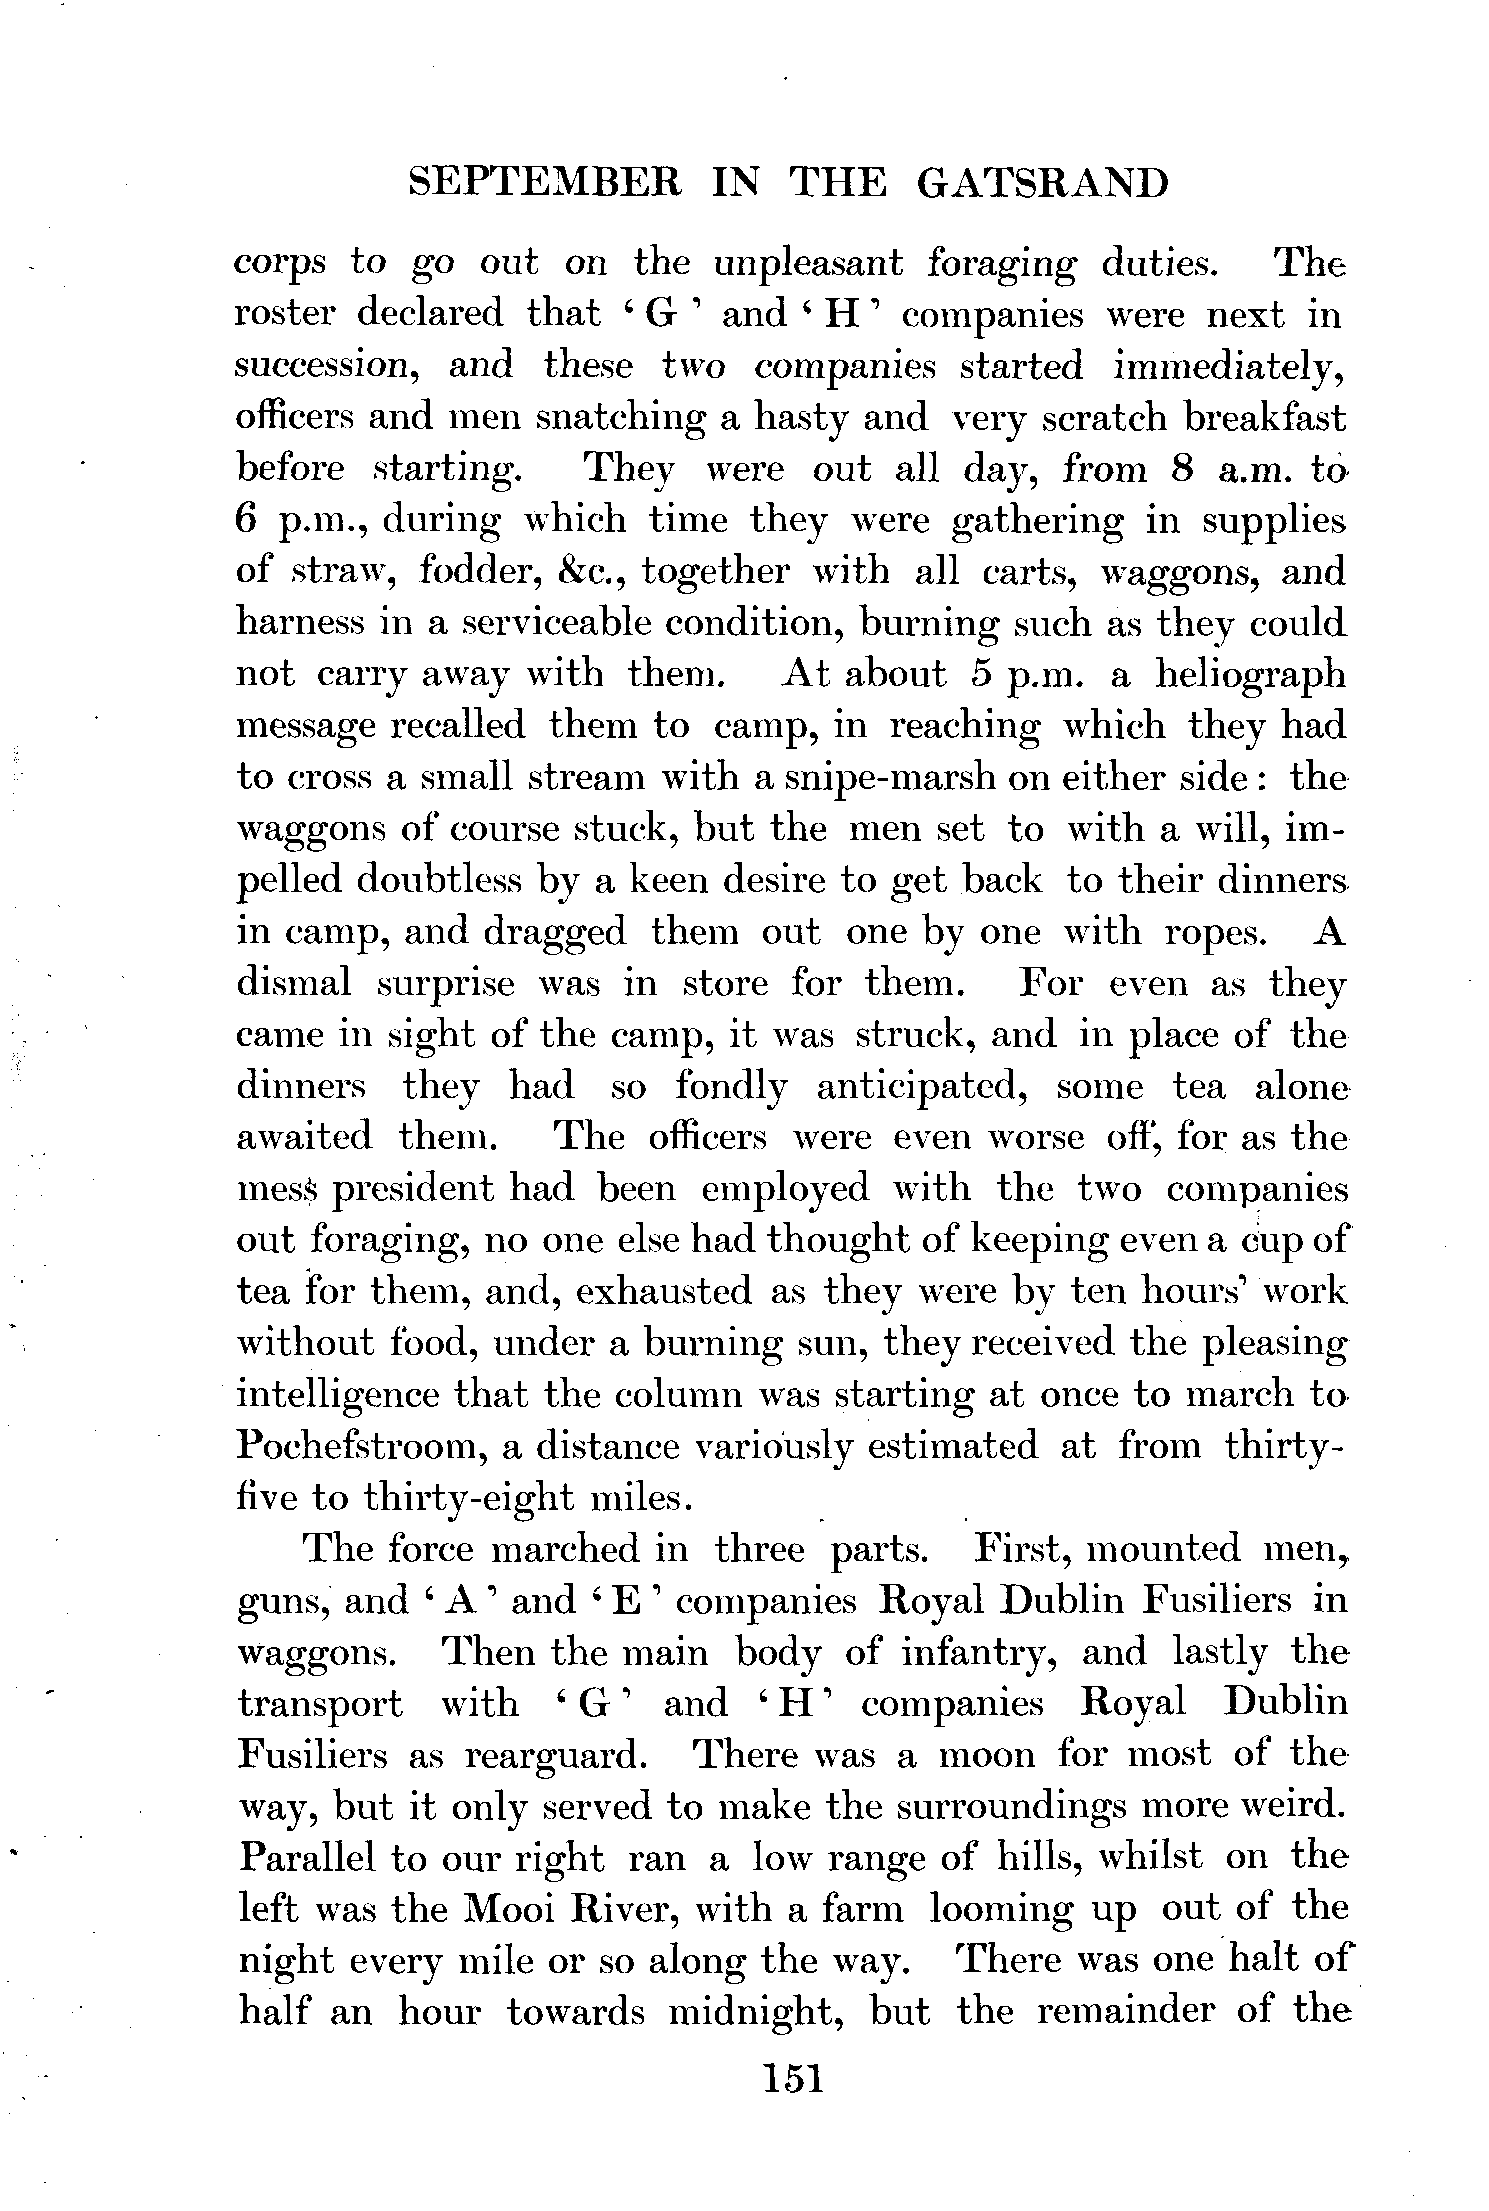 SEPTEMBER IN THE GATSRAND
corps to go out on the unpleasant foraging duties. The
roster declared that ‘ G ’ and ‘ H ’ companies were next in
succession, and these two companies started immediately,
officers and men snatching a hasty and very scratch breakfast
before starting. They were out all day, from 8 a.m. to
6 p.m., during which time they were gathering in supplies
of straw, fodder, &c., together with all carts, waggons, and
harness in a serviceable condition, burning such as they could
not carry away with them. At about 5 p.m. a heliograph
message recalled them to camp, in reaching which they had
to cross a small stream with a snipe-marsh on either side : the
waggons of course stuck, but the men set to with a will, im-
pelled doubtless by a keen desire to get back to their dinners
in camp, and dragged them out one by one with ropes. A
dismal surprise was in store for them. For even as they
came in sight of the camp, it was struck, and in place of the
dinners they had so fondly anticipated, some tea alone
awaited them. The officers were even worse off, for as the
mess president had been employed with the two companies
out foraging, no one else had thought of keeping even a cup of
tea for them, and, exhausted as they were by ten hours’ work
without food, under a burning sun, they received the pleasing
intelligence that the column was starting at once to march to
Pochefstroom, a distance variously estimated at from thirty-
five to thirty-eight miles.
The force marched in three parts. First, mounted men,
guns, and ‘ A ’ and ‘ E ’ companies Royal Dublin Fusiliers in
waggons. Then the main body of infantry, and lastly the
transport with ‘ G ’ and ‘ H ’ companies Royal Dublin
Fusiliers as rearguard. There was a moon for most of the
way, but it only served to make the surroundings more weird.
Parallel to our right ran a low range of hills, whilst on the
left was the Mooi River, with a farm looming up out of the
night every mile or so along the way. There was one halt of
half an hour towards midnight, but the remainder of the
151